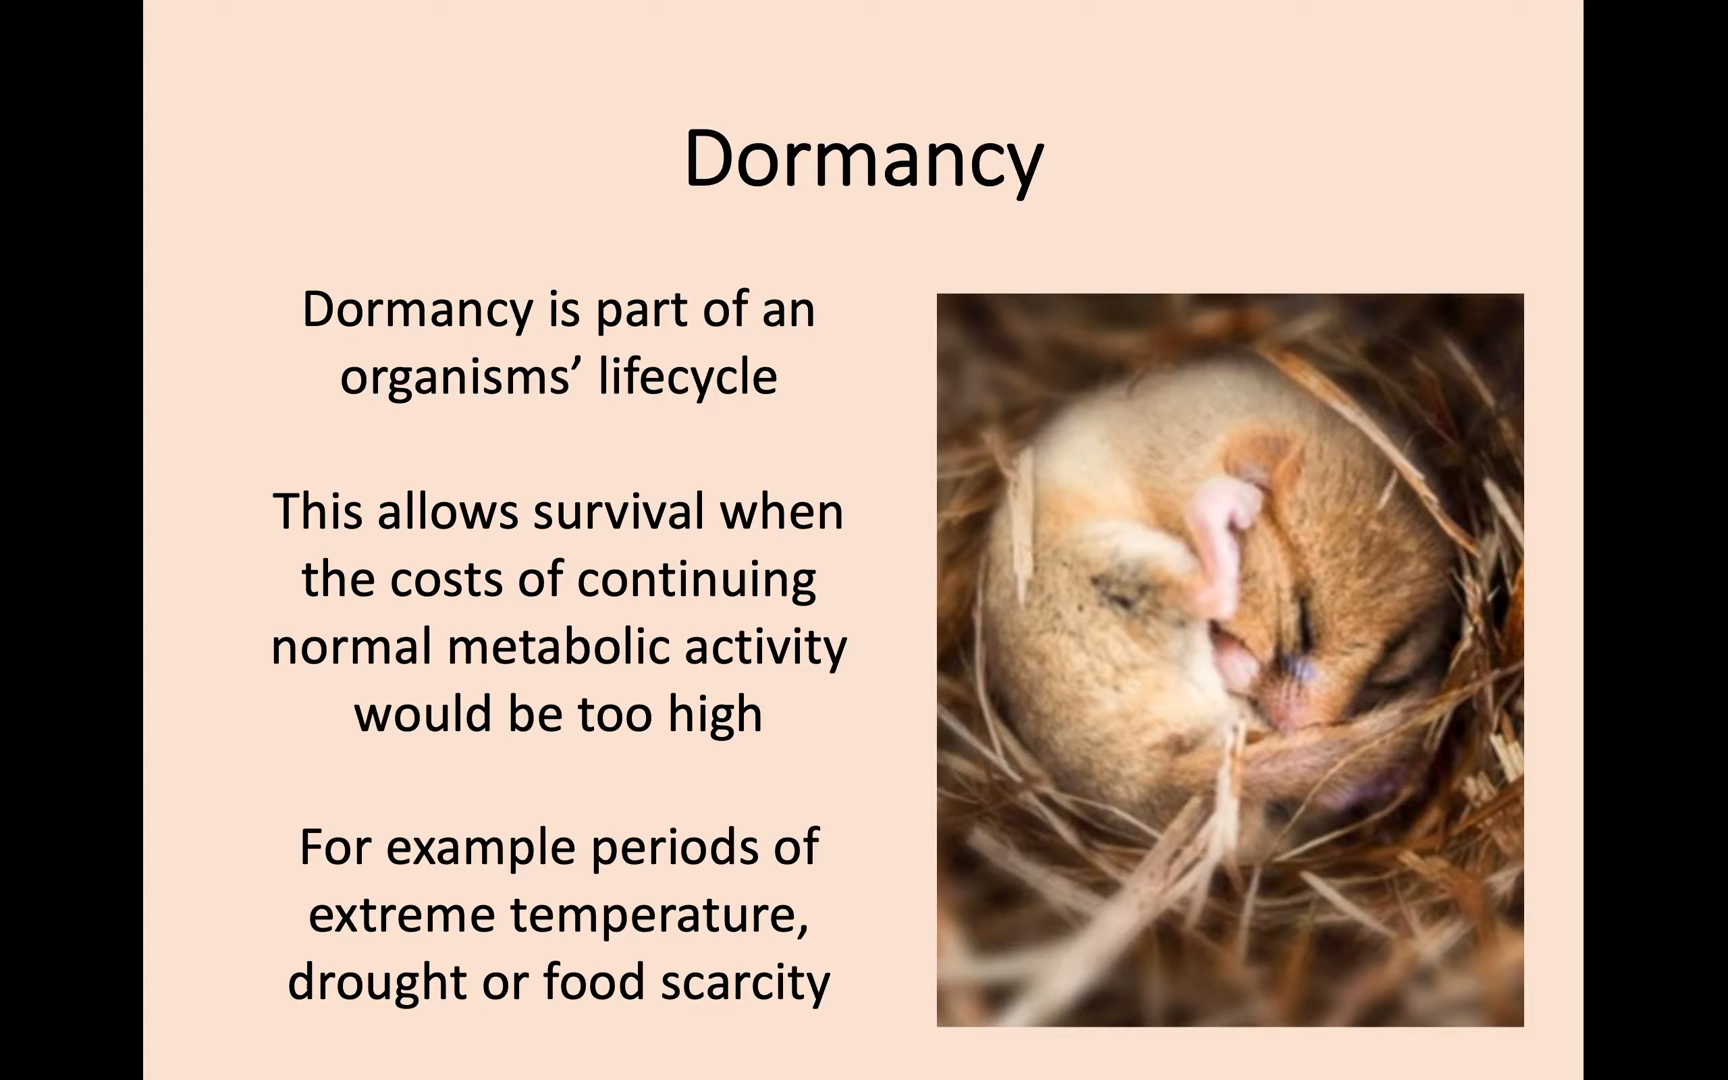 Dormancy
Dormancy is part of an
organisms’ lifecycle
This allows survival when
the costs of continuing
normal metabolic activity
would be too high
For example periods of
extreme temperature,
drought or food scarcity